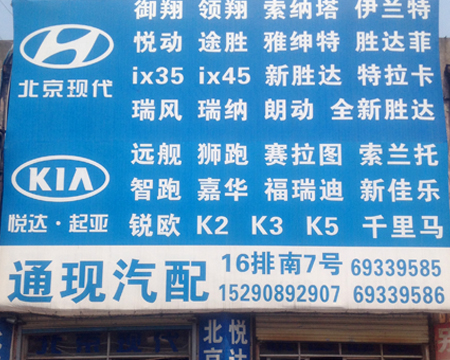 御翔 领翔 索纳塔 伊兰特
悦动 途胜 雅绅特 胜达菲
ix35 ix45 新胜达 特拉卡
北京现代
瑞风 瑞纳 朗动 全新胜达
远舰 狮跑 赛拉图 索兰托
KIA
智跑 嘉华 福瑞迪 新佳乐
悦达·起亚
锐欧 K2 K3 K5 千里马
通现汽配
16排南7号 69339585
15290892907 69339586
北京
悦达